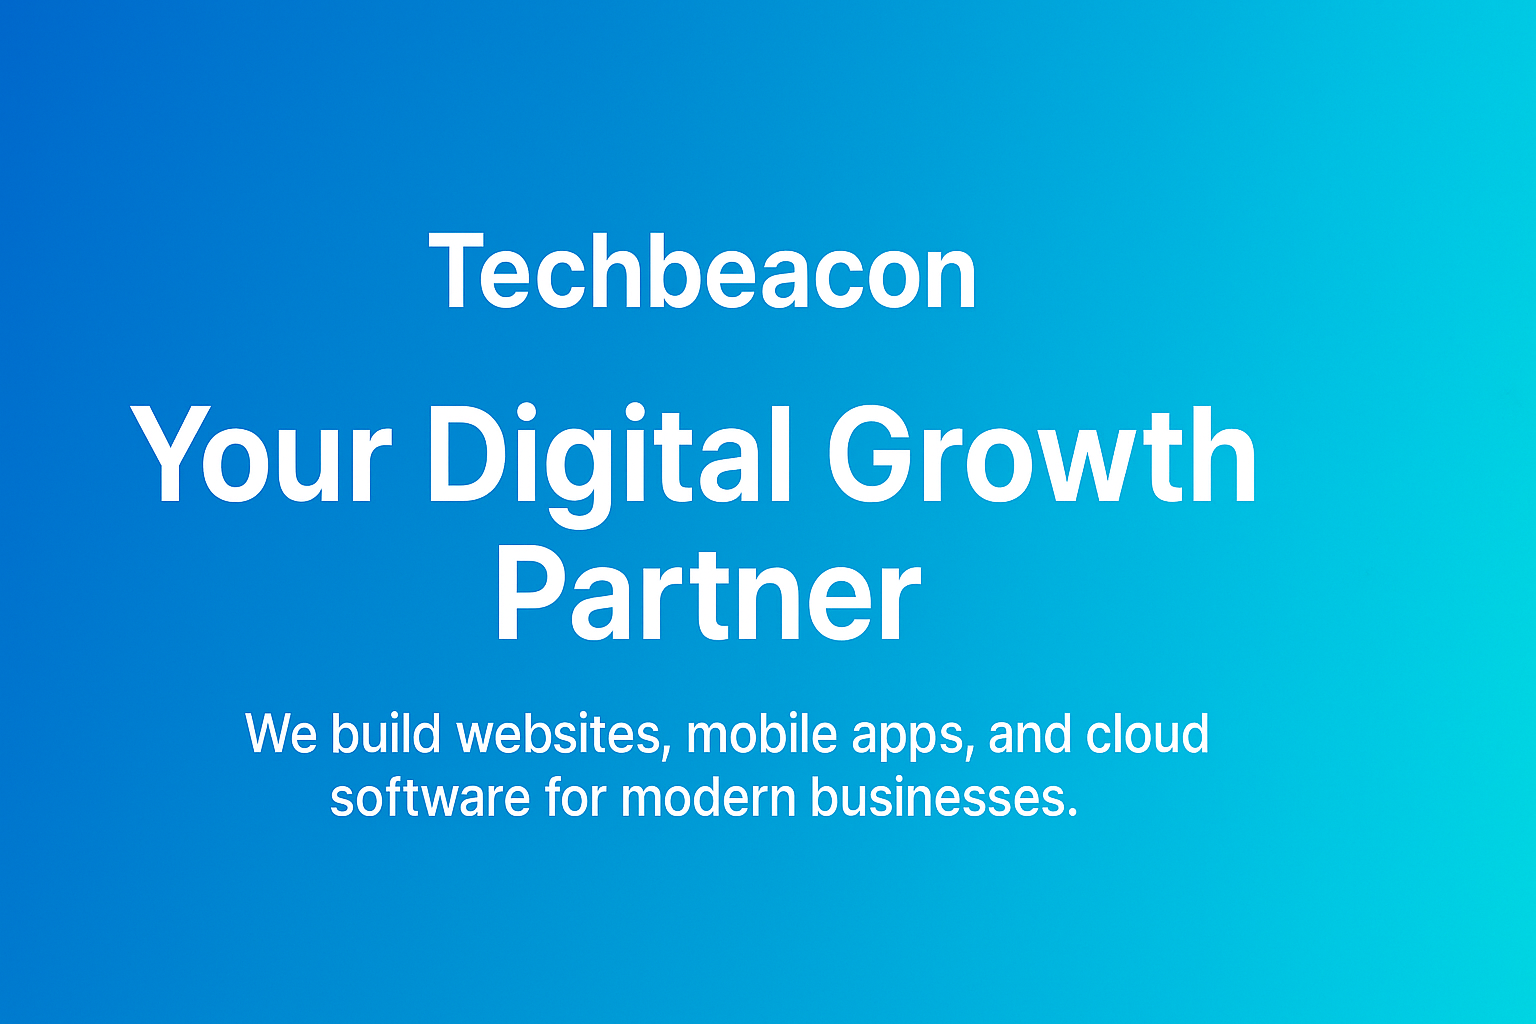 Techbeacon
Your Digital Growth
Partner
We build websites, mobile apps, and cloud
software for modern businesses.